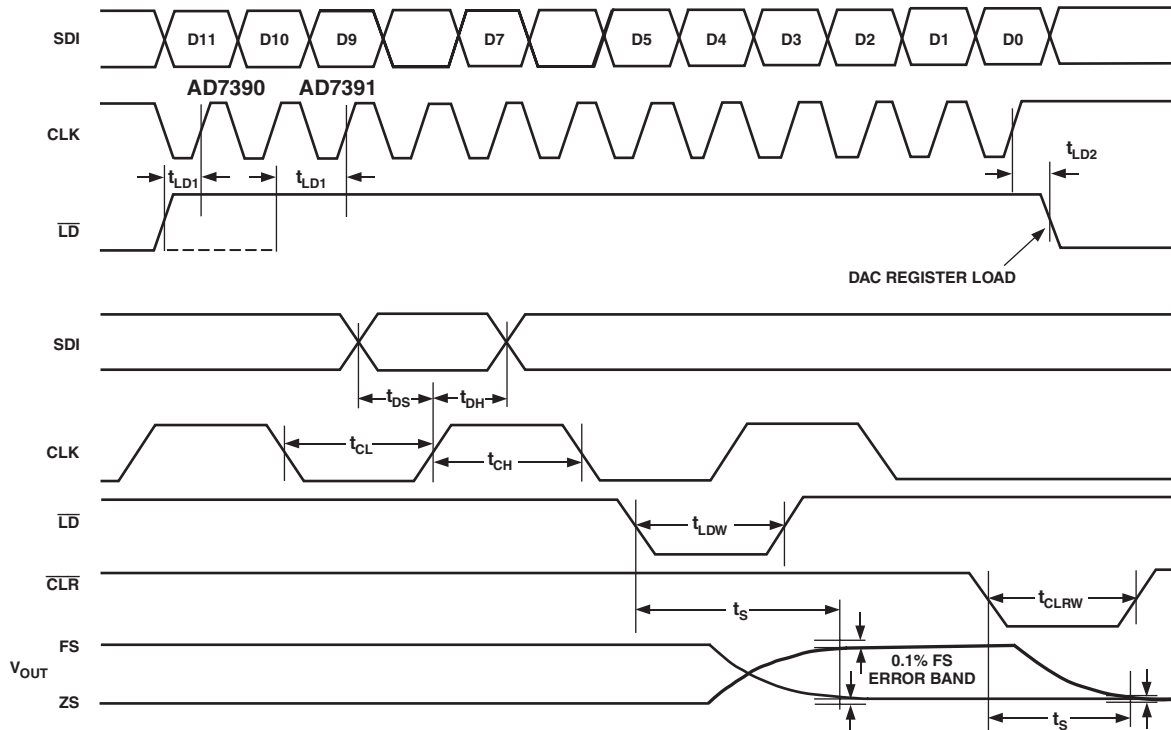 SDI D11 D10 D9 D7 D5 D4 D3 D2 D1 D0
AD7390 AD7391
CLK
tLD1 tLD1 tLD2
LD
DAC REGISTER LOAD
SDI
tDS tDH
CLK tCL tCH
LD tLDW
CLR tCLRW
tS
FS
VOUT
0.1% FS
ERROR BAND
ZS
tS